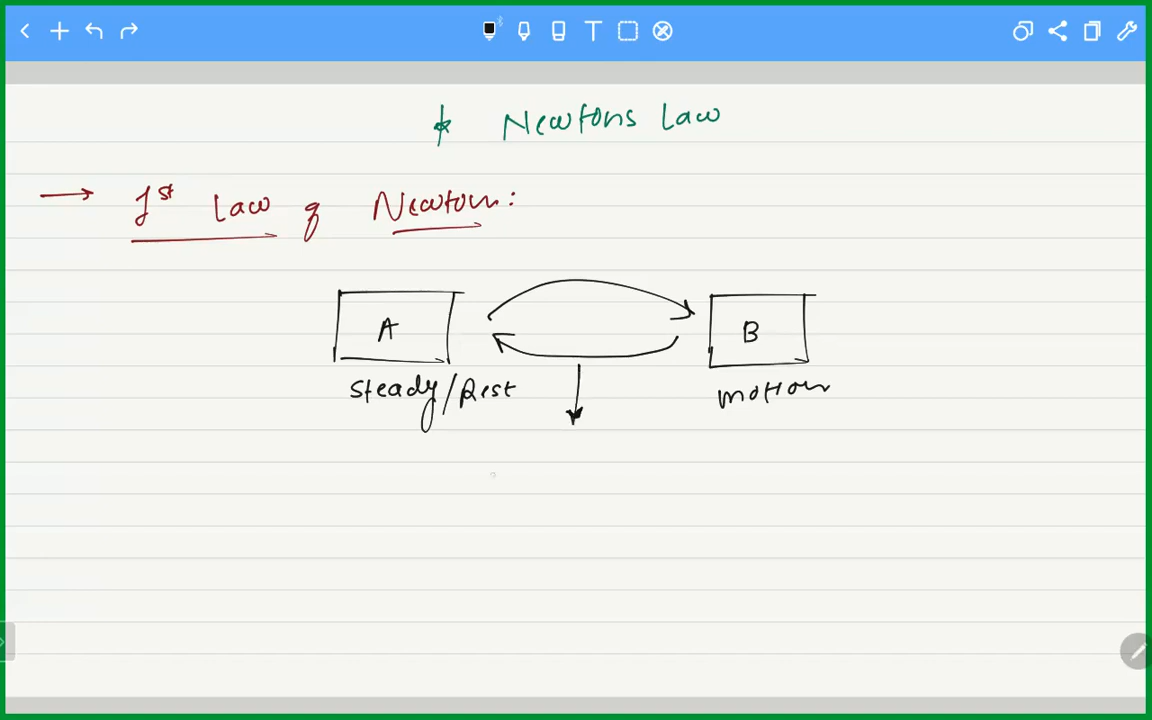 * Newtons Law
→ 1st Law of Newton:
A B
Steady/Rest motion